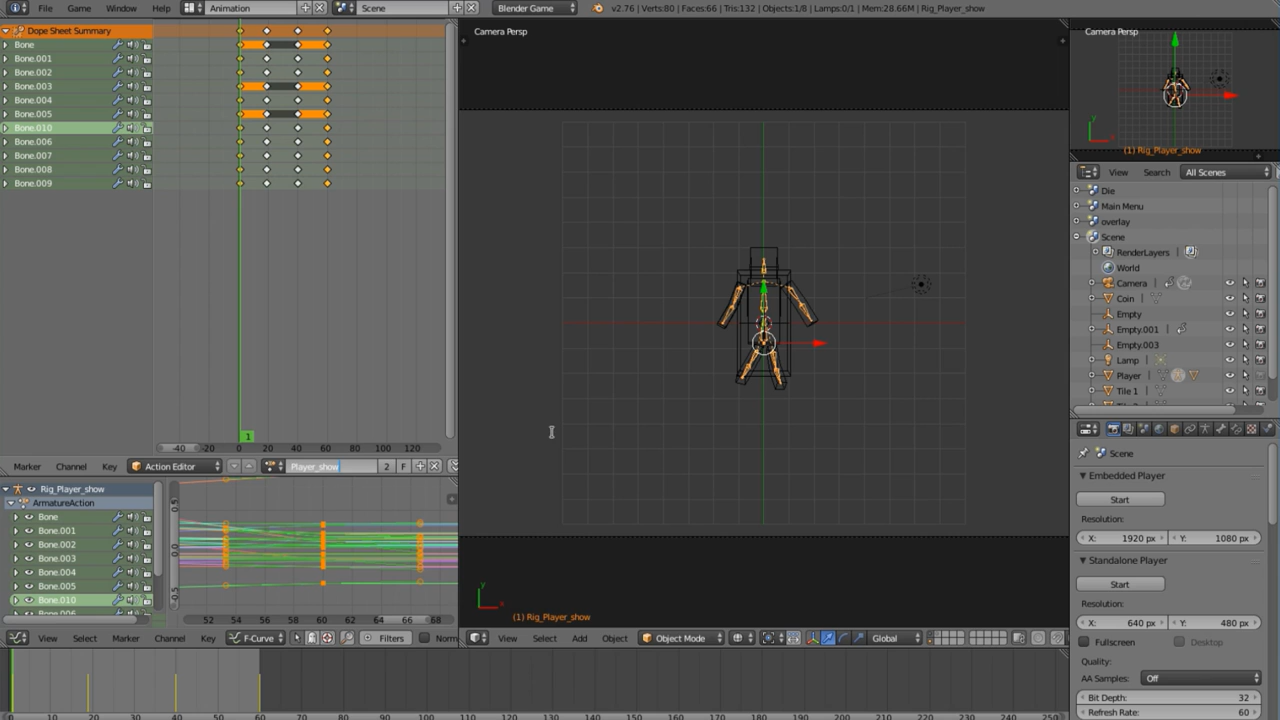 File Game Window Help Animation Scene Blender Game v2.76 | Verts:80 | Faces:66 | Tris:132 | Objects:1/8 | Lamps:0/1 | Mem:28.66M | Rig_Player_show
Dope Sheet Summary
Bone
Bone.001
Bone.002
Bone.003
Bone.004
Bone.005
Bone.010
Bone.006
Bone.007
Bone.008
Bone.009
1
-40 -20 0 20 40 60 80 100 120
Marker Channel Key Action Editor Player_show 2 F
Rig_Player_show
ArmatureAction
Bone
Bone.001
Bone.002
Bone.003
Bone.004
Bone.005
Bone.010
Bone.006
0.5
0.0
52 54 56 58 60 62 64 66 68
View Select Marker Channel Key F-Curve Filters Norm
Camera Persp
y
(1) Rig_Player_show
View Select Add Object Object Mode Global
Camera Persp
y
(1) Rig_Player_show
View Search All Scenes
Die
Main Menu
overlay
Scene
RenderLayers
World
Camera
Coin
Empty
Empty.001
Empty.003
Lamp
Player
Tile 1
Scene
Embedded Player
Start
Resolution:
X: 1920 px Y: 1080 px
Standalone Player
Start
Resolution:
X: 640 px Y: 480 px
Fullscreen Desktop
Quality:
AA Samples: Off
Bit Depth: 32
Refresh Rate: 60
0 10 20 30 40 50 60 70 80 90 100 110 120 130 140 150 160 170 180 190 200 210 220 230 240 250